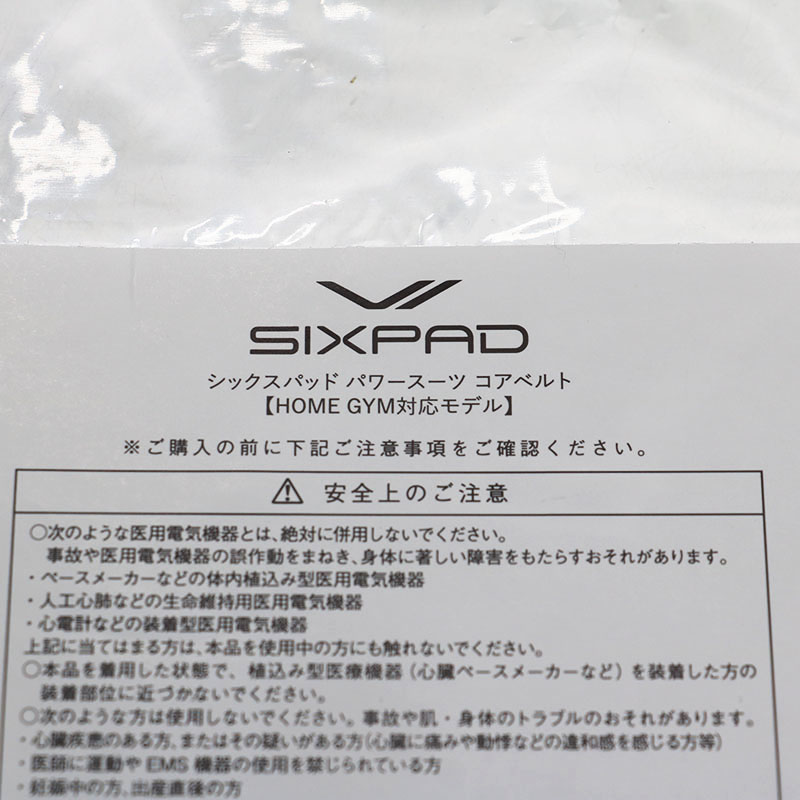 SIXPAD
シックスパッド パワースーツ コアベルト
【HOME GYM対応モデル】
※ご購入の前に下記ご注意事項をご確認ください。
⚠ 安全上のご注意
○次のような医用電気機器とは、絶対に併用しないでください。
事故や医用電気機器の誤作動をまねき、身体に著しい障害をもたらすおそれがあります。
・ペースメーカーなどの体内植込み型医用電気機器
・人工心肺などの生命維持用医用電気機器
・心電計などの装着型医用電気機器
上記に当てはまる方は、本品を使用中の方にも触れないでください。
○本品を着用した状態で、植込み型医療機器（心臓ペースメーカーなど）を装着した方の
装着部位に近づかないでください。
○次のような方は使用しないでください。事故や肌・身体のトラブルのおそれがあります。
・心臓疾患のある方、またはその疑いがある方（心臓に痛みや動悸などの違和感を感じる方等）
・医師に運動や EMS 機器の使用を禁じられている方
・妊娠中の方、出産直後の方